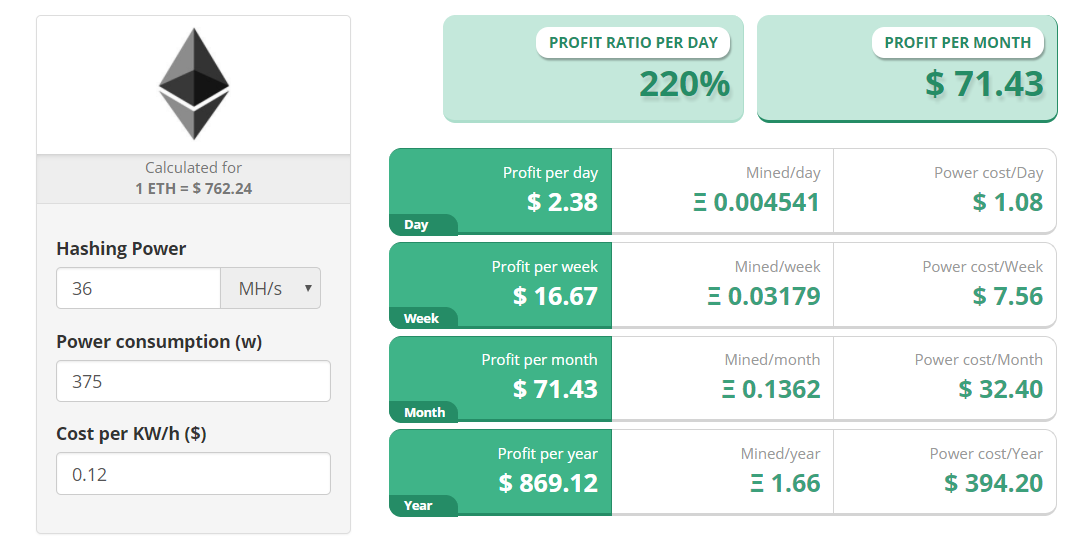 Calculated for
1 ETH = $ 762.24
Hashing Power
36 MH/s
Power consumption (w)
375
Cost per KW/h ($)
0.12
PROFIT RATIO PER DAY
220%
PROFIT PER MONTH
$ 71.43
Profit per day Mined/day Power cost/Day
$ 2.38 Ξ 0.004541 $ 1.08
Day
Profit per week Mined/week Power cost/Week
$ 16.67 Ξ 0.03179 $ 7.56
Week
Profit per month Mined/month Power cost/Month
$ 71.43 Ξ 0.1362 $ 32.40
Month
Profit per year Mined/year Power cost/Year
$ 869.12 Ξ 1.66 $ 394.20
Year